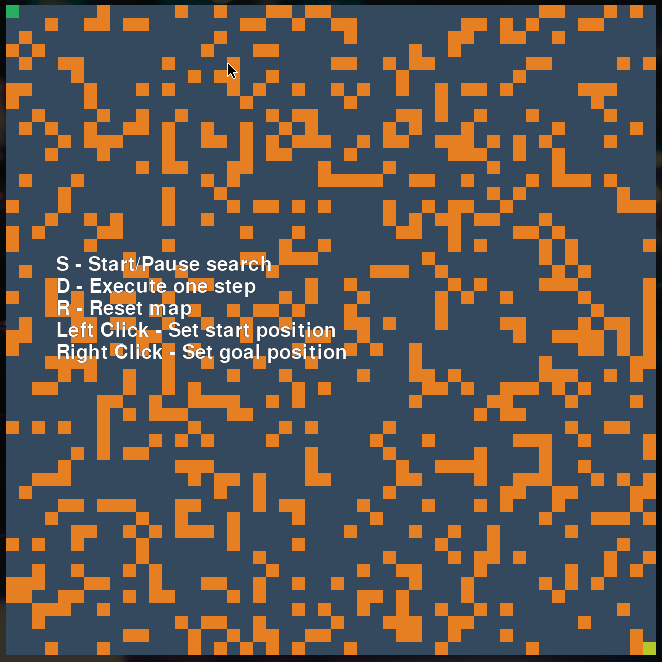 S - Start/Pause search
D - Execute one step
R - Reset map
Left Click - Set start position
Right Click - Set goal position